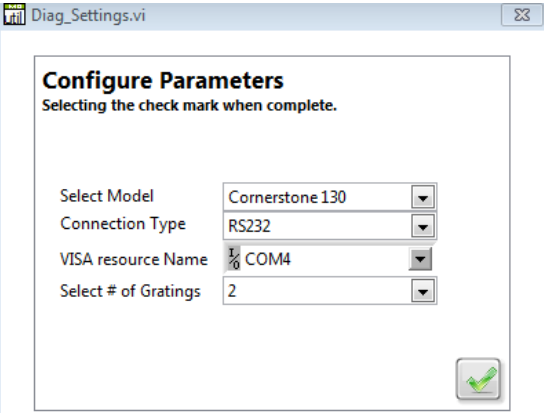 util Diag_Settings.vi
Configure Parameters
Selecting the check mark when complete.
Select Model Cornerstone 130
Connection Type RS232
VISA resource Name I/O COM4
Select # of Gratings 2